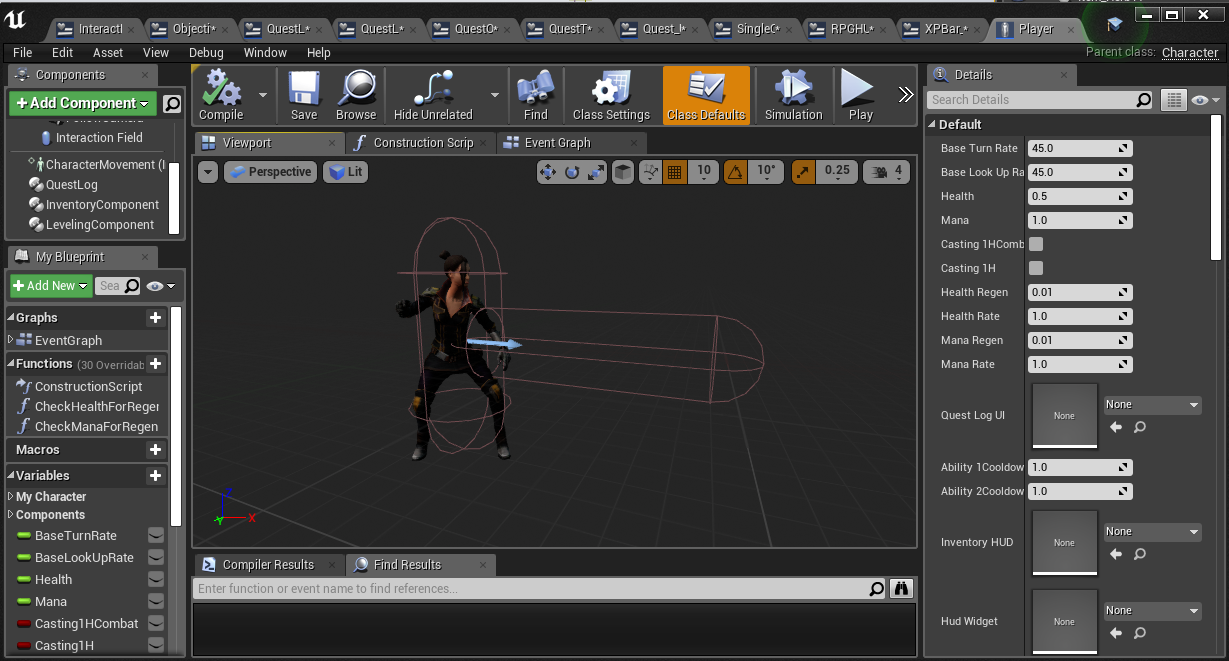 InteractI
Objecti*
QuestL*
QuestL*
QuestO*
QuestT*
Quest_I*
SingleO*
RPGHU*
XPBar_*
Player
Parent class: Character
File Edit Asset View Debug Window Help
Components
+Add Component
Interaction Field
CharacterMovement (I
QuestLog
InventoryComponent
LevelingComponent
My Blueprint
+Add New
Sea
Graphs
EventGraph
Functions (30 Overridab
ConstructionScript
CheckHealthForRegen
CheckManaForRegen
Macros
Variables
My Character
Components
BaseTurnRate
BaseLookUpRate
Health
Mana
Casting1HCombat
Casting1H
Compile
Save
Browse
Hide Unrelated
Find
Class Settings
Class Defaults
Simulation
Play
Viewport
Construction Scrip
Event Graph
Perspective
Lit
10
10°
0.25
4
Z
Y
X
Compiler Results
Find Results
Enter function or event name to find references...
Details
Search Details
Default
Base Turn Rate 45.0
Base Look Up Ra 45.0
Health 0.5
Mana 1.0
Casting 1HComb
Casting 1H
Health Regen 0.01
Health Rate 1.0
Mana Regen 0.01
Mana Rate 1.0
Quest Log UI None None
Ability 1Cooldow 1.0
Ability 2Cooldow 1.0
Inventory HUD None None
Hud Widget None None